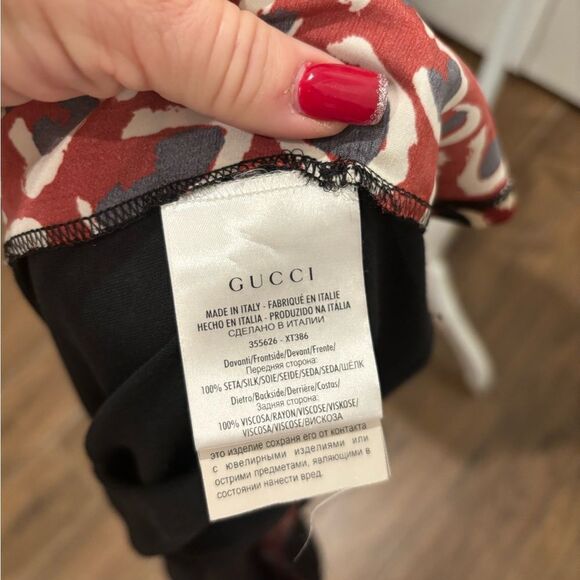 GUCCI
MADE IN ITALY - FABRIQUÉ EN ITALIE
HECHO EN ITALIA - PRODUZIDO NA ITÁLIA
СДЕЛАНО В ИТАЛИИ
355626 - XT386
Davanti/Frontside/Devant/Frente/
Передняя сторона:
100% SETA/SILK/SOIE/SEIDE/SEDA/SEDA/ШЁЛК
Dietro/Backside/Derrière/Costas/
Задняя сторона:
100% VISCOSA/RAYON/VISCOSE/VISKOSE/
VISCOSA/VISCOSE/ВИСКОЗА
это изделие сохраня его от контакта
с ювелирными изделиями или
острыми предметами, являющими в
состоянии нанести вред.